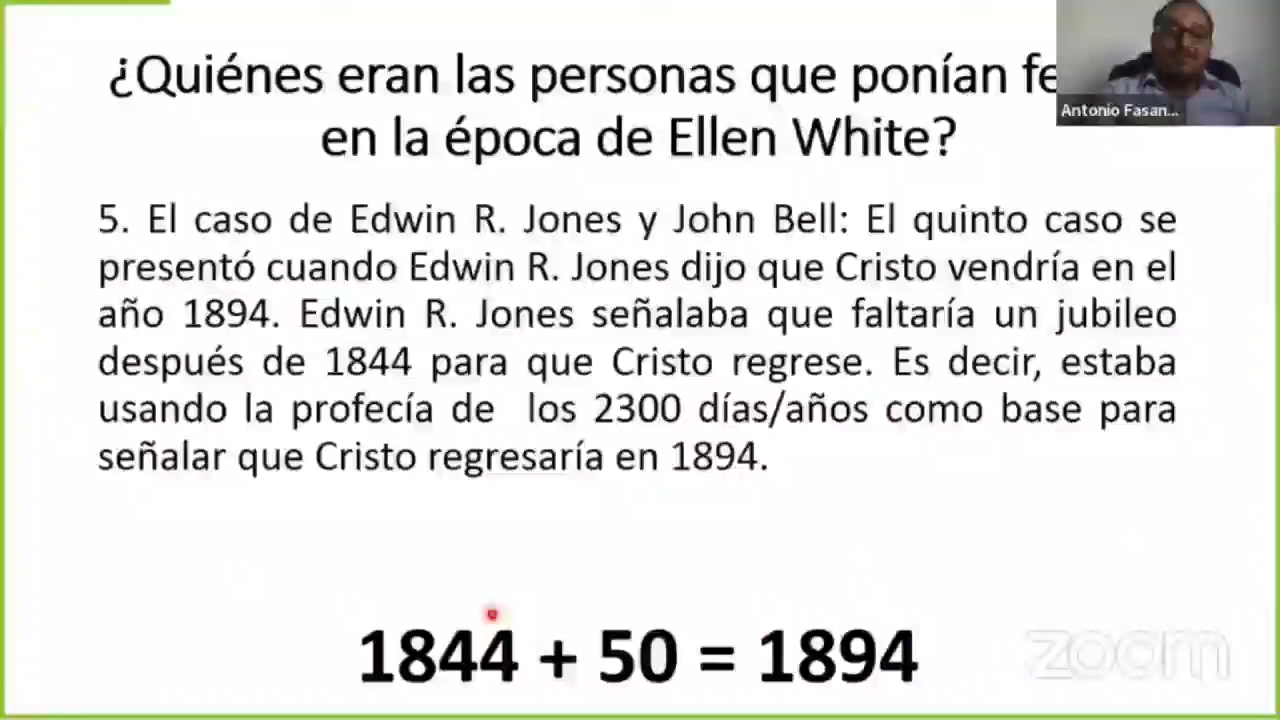 ¿Quiénes eran las personas que ponían
en la época de Ellen White?
Antonio Fasan...
5. El caso de Edwin R. Jones y John Bell: El quinto caso se
presentó cuando Edwin R. Jones dijo que Cristo vendría en el
año 1894. Edwin R. Jones señalaba que faltaría un jubileo
después de 1844 para que Cristo regrese. Es decir, estaba
usando la profecía de los 2300 días/años como base para
señalar que Cristo regresaría en 1894.
1844 + 50 = 1894
zoom